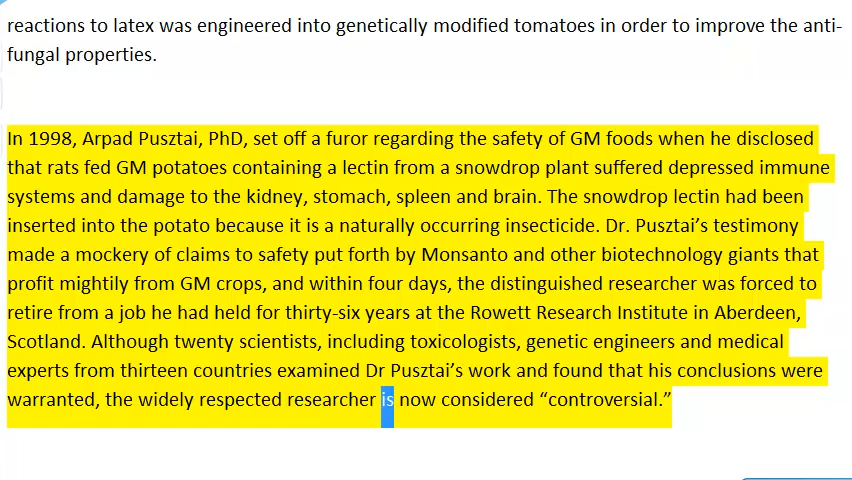 reactions to latex was engineered into genetically modified tomatoes in order to improve the anti-
fungal properties.
In 1998, Arpad Pusztai, PhD, set off a furor regarding the safety of GM foods when he disclosed
that rats fed GM potatoes containing a lectin from a snowdrop plant suffered depressed immune
systems and damage to the kidney, stomach, spleen and brain. The snowdrop lectin had been
inserted into the potato because it is a naturally occurring insecticide. Dr. Pusztai’s testimony
made a mockery of claims to safety put forth by Monsanto and other biotechnology giants that
profit mightily from GM crops, and within four days, the distinguished researcher was forced to
retire from a job he had held for thirty-six years at the Rowett Research Institute in Aberdeen,
Scotland. Although twenty scientists, including toxicologists, genetic engineers and medical
experts from thirteen countries examined Dr Pusztai’s work and found that his conclusions were
warranted, the widely respected researcher is now considered “controversial.”